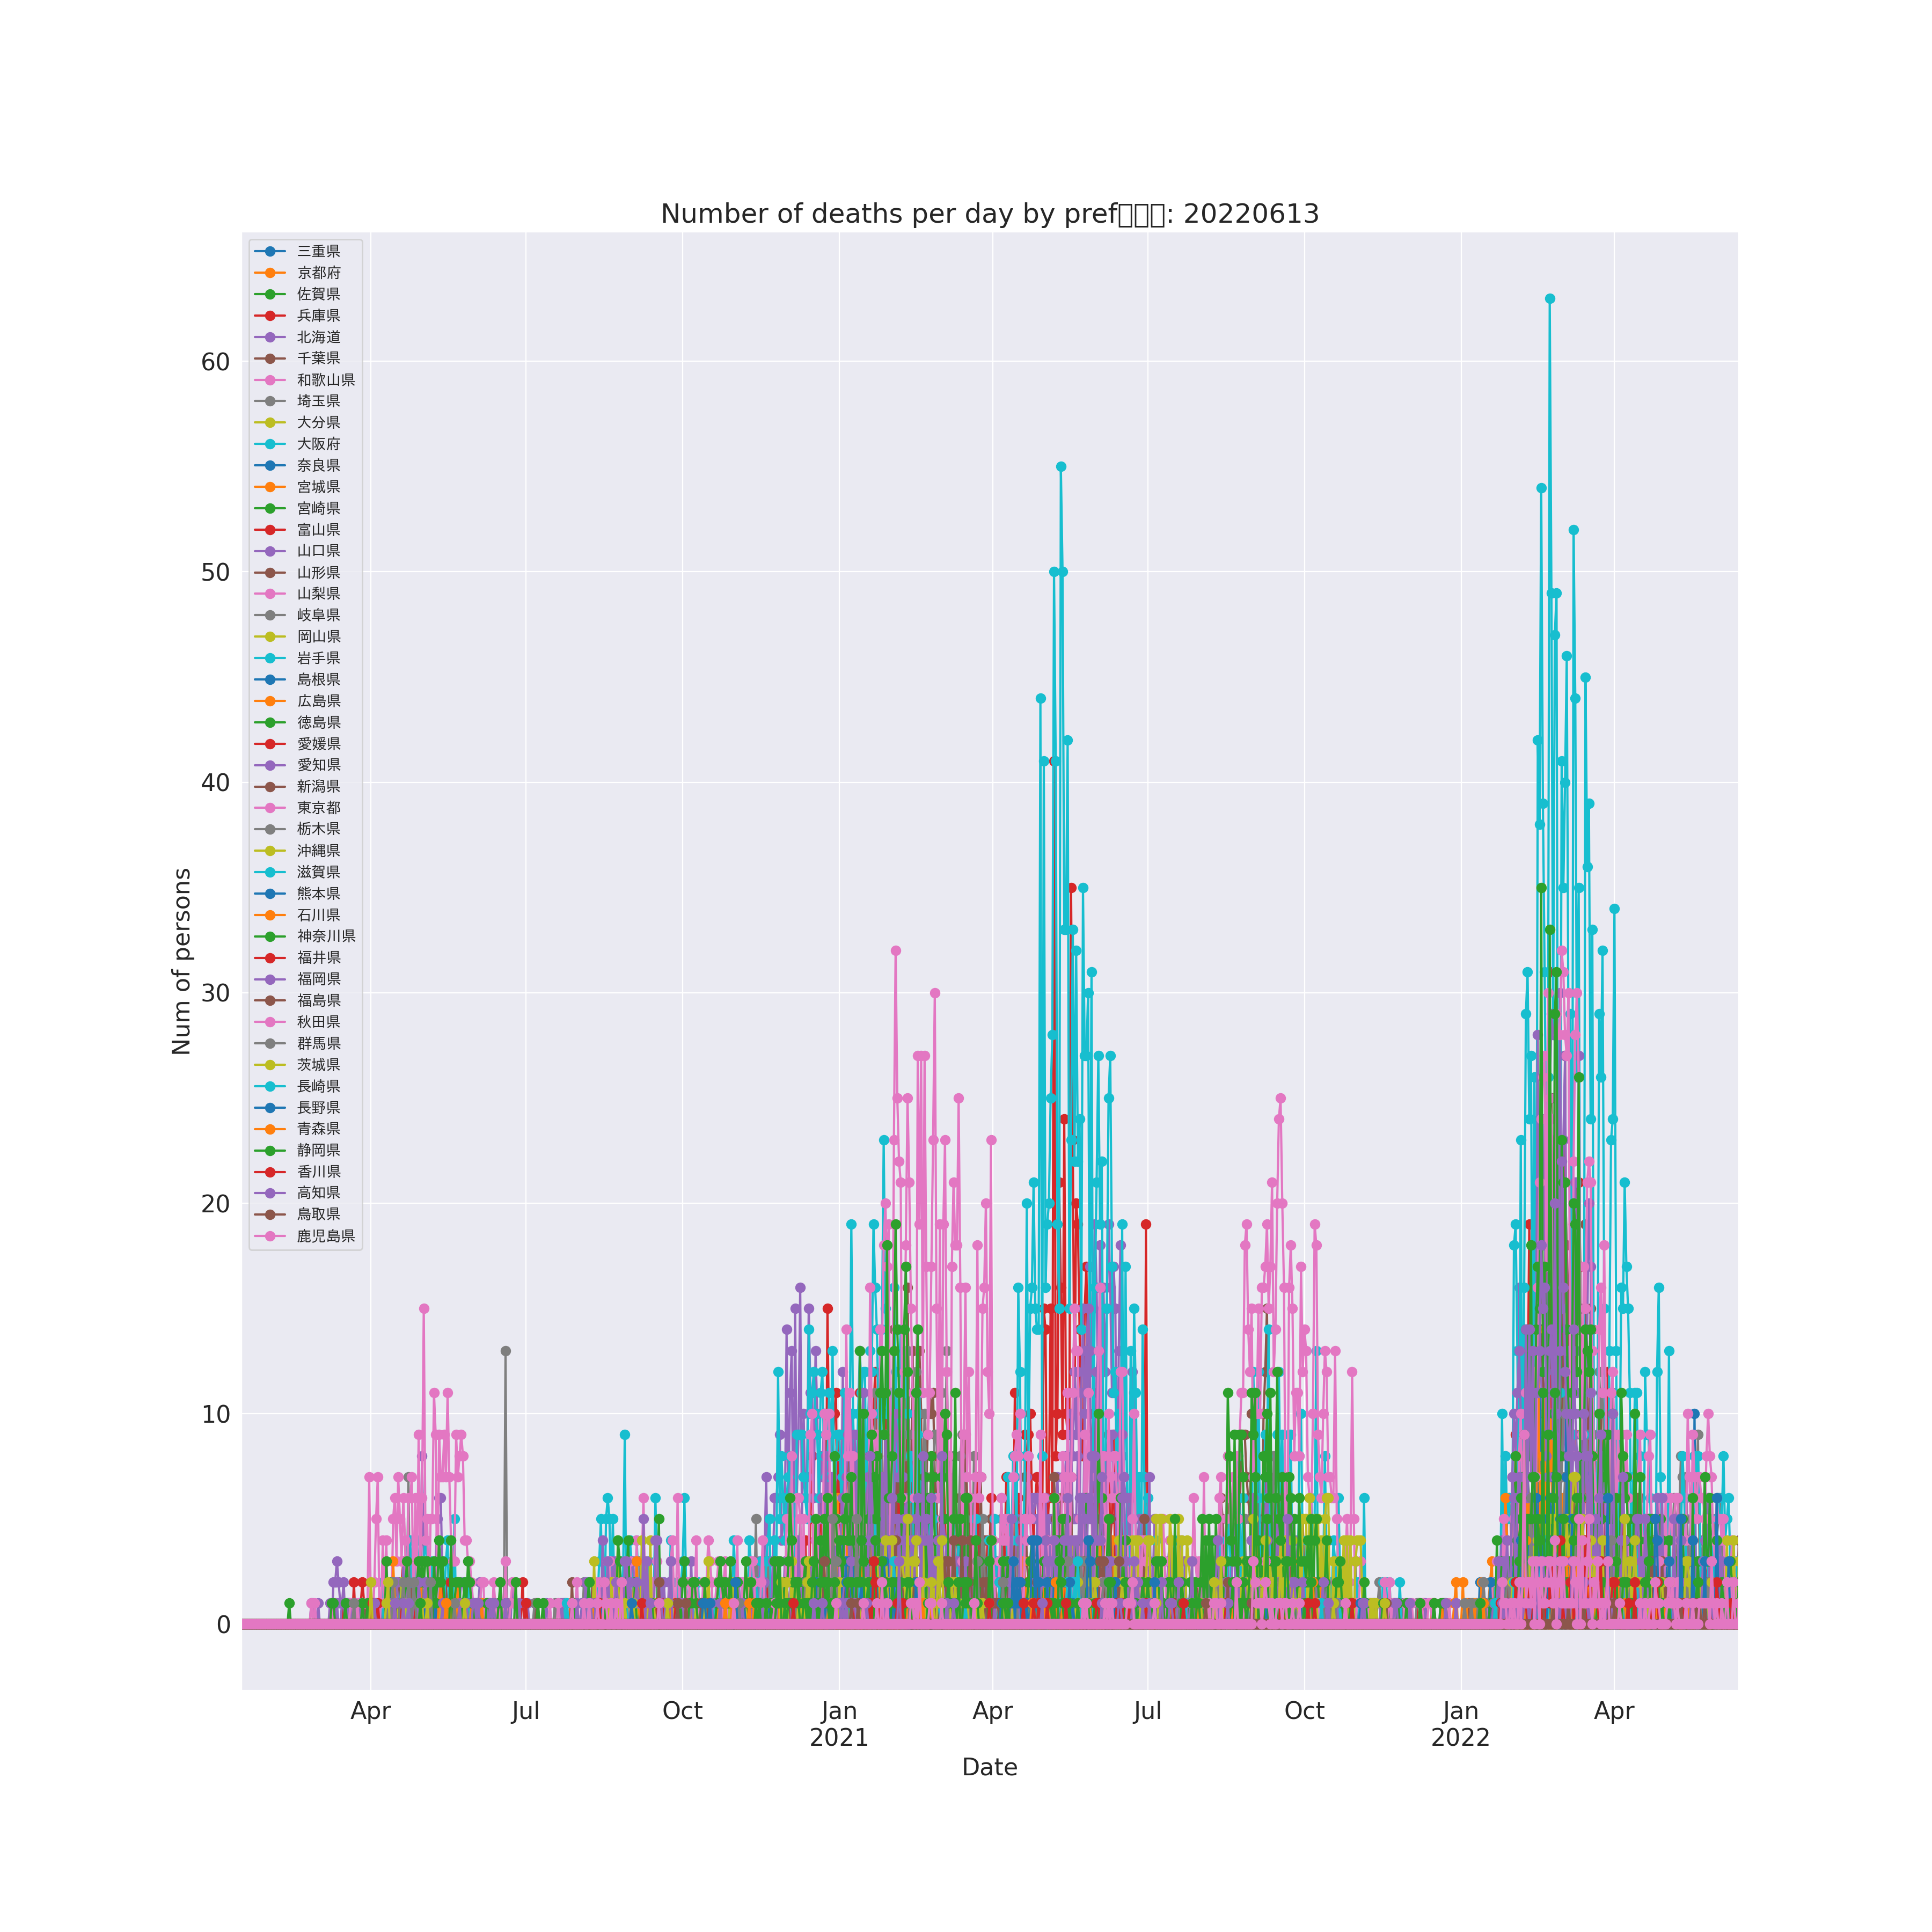 Number of deaths per day by pref□□□: 20220613
三重県
京都府
佐賀県
兵庫県
北海道
千葉県
和歌山県
埼玉県
大分県
大阪府
奈良県
宮城県
宮崎県
富山県
山口県
山形県
山梨県
岐阜県
岡山県
岩手県
島根県
広島県
徳島県
愛媛県
愛知県
新潟県
東京都
栃木県
沖縄県
滋賀県
熊本県
石川県
神奈川県
福井県
福岡県
福島県
秋田県
群馬県
茨城県
長崎県
長野県
青森県
静岡県
香川県
高知県
鳥取県
鹿児島県
60
50
40
30
20
10
0
Num of persons
Apr Jul Oct Jan Apr Jul Oct Jan Apr
2021 2022
Date